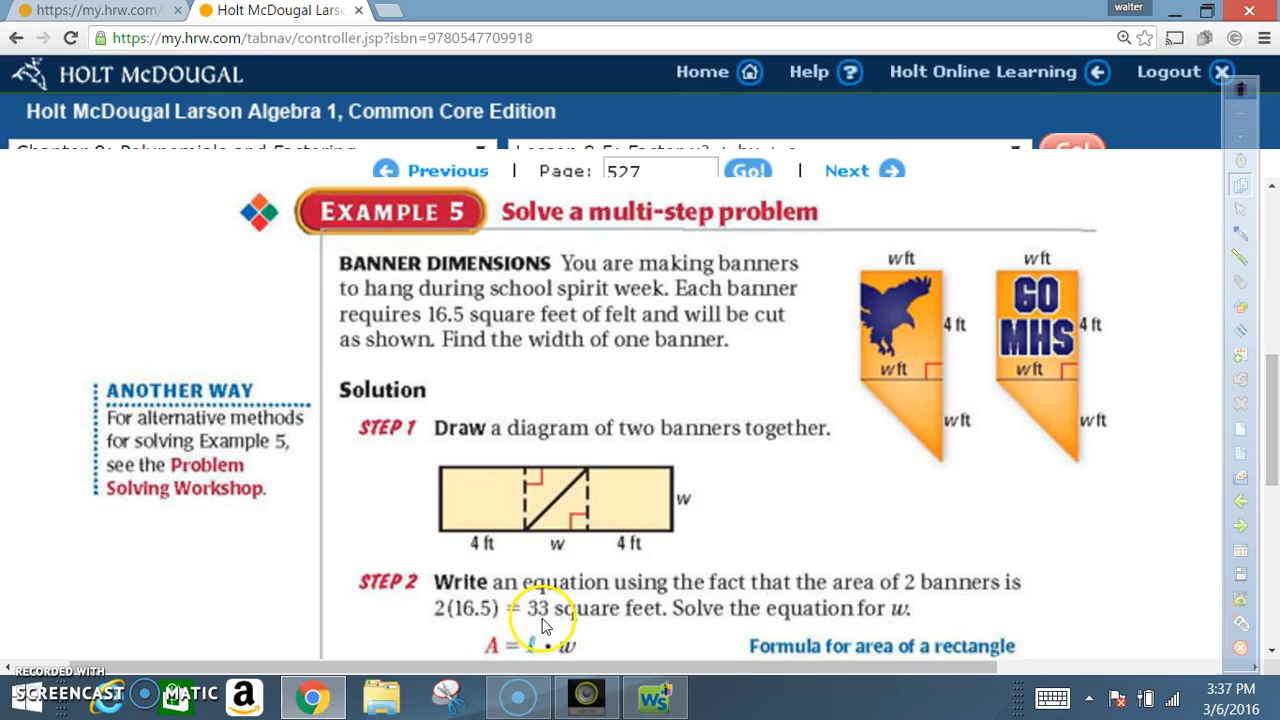 https://my.hrw.com/
Holt McDougal Lars
walter
https://my.hrw.com/tabnav/controller.jsp?isbn=9780547709918
HOLT McDOUGAL
Home
Help
Holt Online Learning
Logout
Holt McDougal Larson Algebra 1, Common Core Edition
Previous | Page: 527 Go! | Next
EXAMPLE 5 Solve a multi-step problem
BANNER DIMENSIONS You are making banners
to hang during school spirit week. Each banner
requires 16.5 square feet of felt and will be cut
as shown. Find the width of one banner.
w ft
4 ft
w ft
w ft
w ft
GO
MHS
4 ft
w ft
w ft
Solution
ANOTHER WAY
For alternative methods
for solving Example 5,
see the Problem
Solving Workshop.
STEP 1 Draw a diagram of two banners together.
w
4 ft w 4 ft
STEP 2 Write an equation using the fact that the area of 2 banners is
2(16.5) = 33 square feet. Solve the equation for w.
A = l • w Formula for area of a rectangle
RECORDED WITH
SCREENCAST MATIC
WS
3:37 PM
3/6/2016